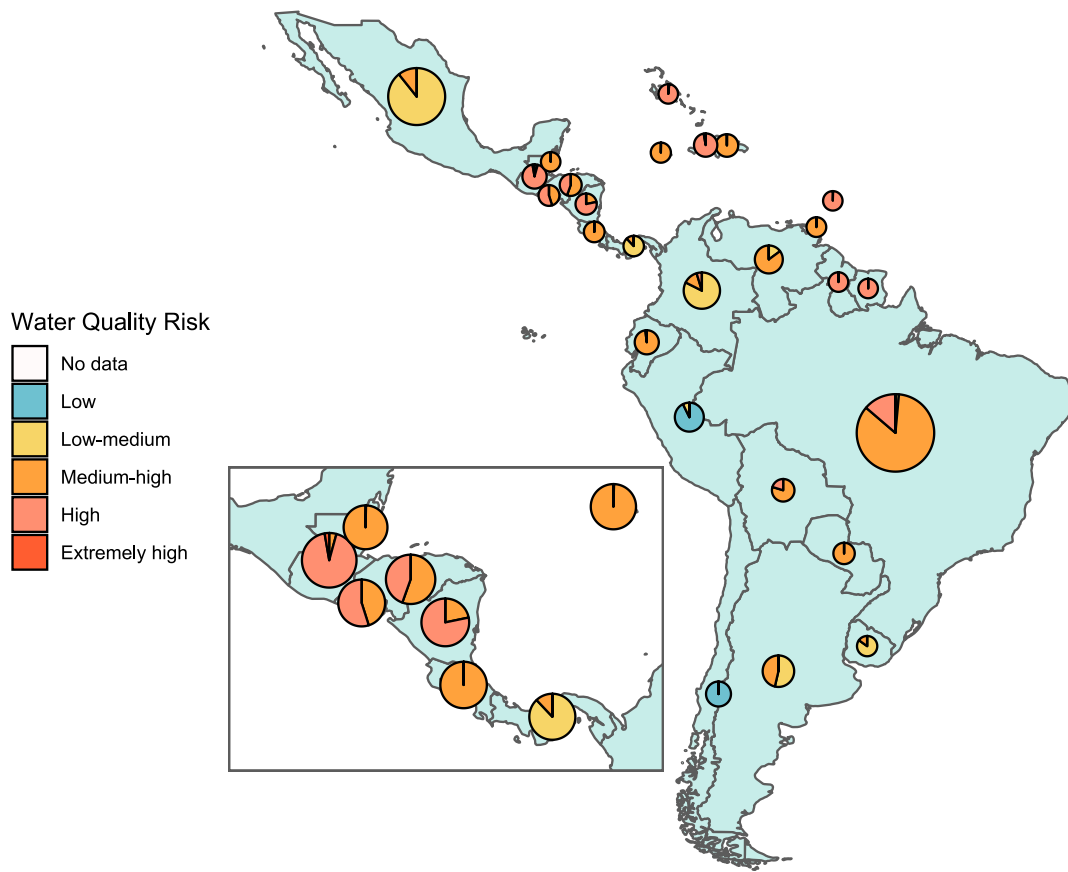 Water Quality Risk
No data
Low
Low-medium
Medium-high
High
Extremely high